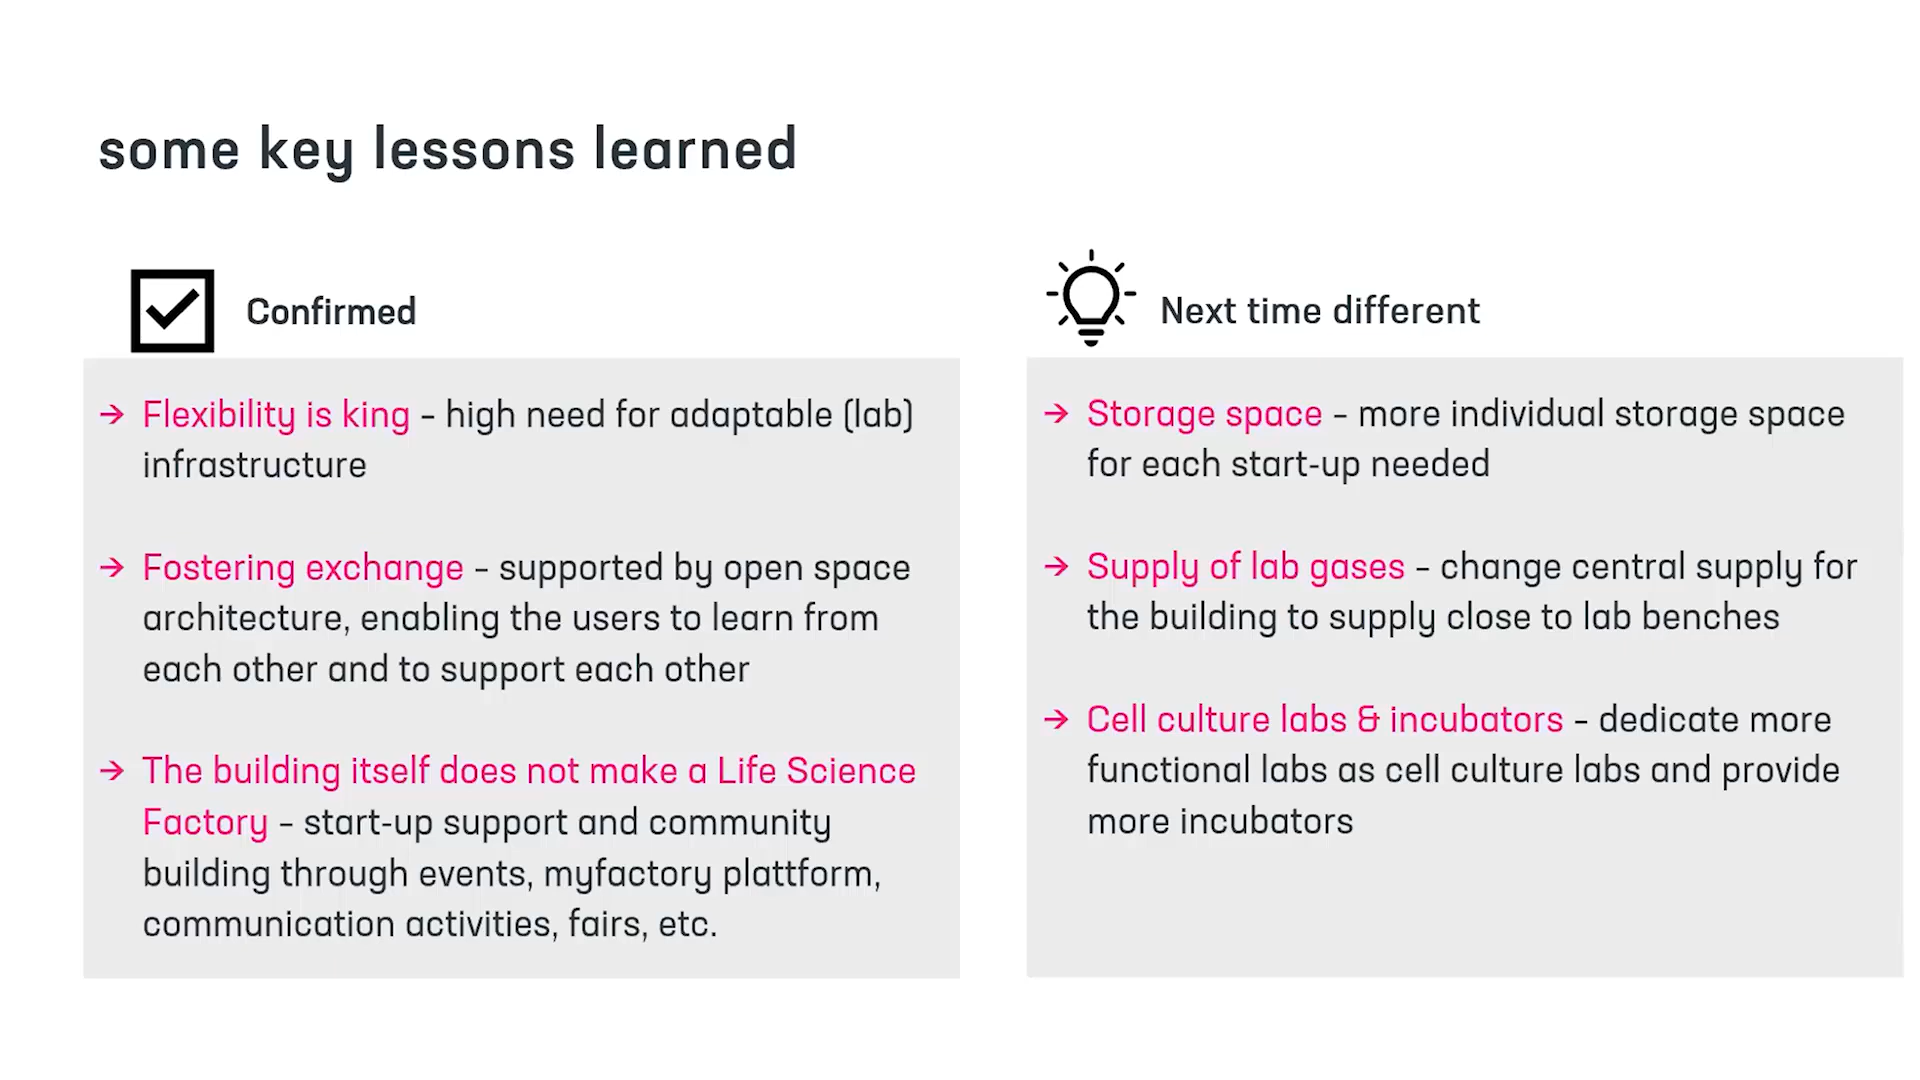 some key lessons learned
Confirmed
→ Flexibility is king – high need for adaptable (lab)
infrastructure
→ Fostering exchange – supported by open space
architecture, enabling the users to learn from
each other and to support each other
→ The building itself does not make a Life Science
Factory – start-up support and community
building through events, myfactory plattform,
communication activities, fairs, etc.
Next time different
→ Storage space – more individual storage space
for each start-up needed
→ Supply of lab gases – change central supply for
the building to supply close to lab benches
→ Cell culture labs & incubators – dedicate more
functional labs as cell culture labs and provide
more incubators